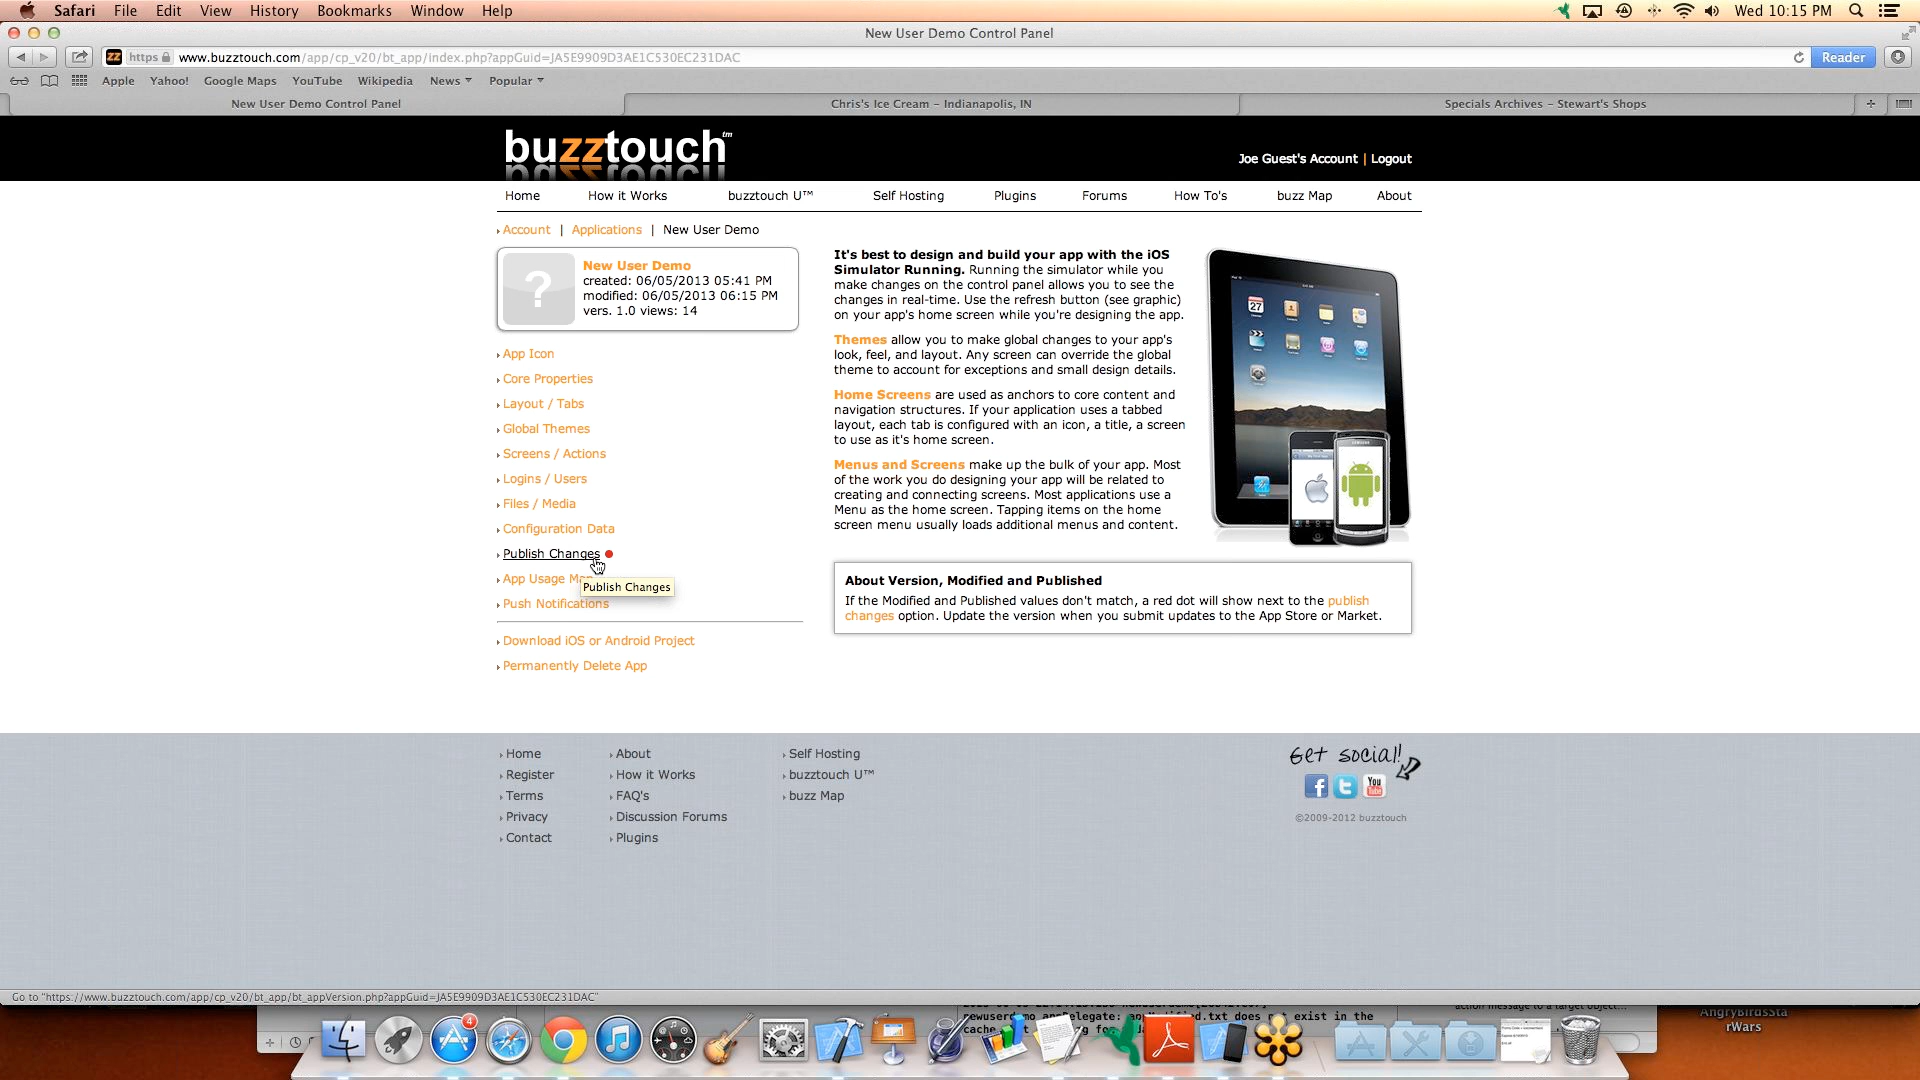 Safari File Edit View History Bookmarks Window Help
Wed 10:15 PM
New User Demo Control Panel
https www.buzztouch.com/app/cp_v20/bt_app/index.php?appGuid=JA5E9909D3AE1C530EC231DAC
Reader
Apple Yahoo! Google Maps YouTube Wikipedia News Popular
New User Demo Control Panel
Chris's Ice Cream – Indianapolis, IN
Specials Archives – Stewart's Shops
buzztouch™
Joe Guest's Account | Logout
Home How it Works buzztouch U™ Self Hosting Plugins Forums How To's buzz Map About
Account | Applications | New User Demo
?
New User Demo
created: 06/05/2013 05:41 PM
modified: 06/05/2013 06:15 PM
vers. 1.0 views: 14
App Icon
Core Properties
Layout / Tabs
Global Themes
Screens / Actions
Logins / Users
Files / Media
Configuration Data
Publish Changes
App Usage Map
Publish Changes
Push Notifications
Download iOS or Android Project
Permanently Delete App
It's best to design and build your app with the iOS
Simulator Running. Running the simulator while you
make changes on the control panel allows you to see the
changes in real-time. Use the refresh button (see graphic)
on your app's home screen while you're designing the app.
Themes allow you to make global changes to your app's
look, feel, and layout. Any screen can override the global
theme to account for exceptions and small design details.
Home Screens are used as anchors to core content and
navigation structures. If your application uses a tabbed
layout, each tab is configured with an icon, a title, a screen
to use as it's home screen.
Menus and Screens make up the bulk of your app. Most
of the work you do designing your app will be related to
creating and connecting screens. Most applications use a
Menu as the home screen. Tapping items on the home
screen menu usually loads additional menus and content.
27
About Version, Modified and Published
If the Modified and Published values don't match, a red dot will show next to the publish
changes option. Update the version when you submit updates to the App Store or Market.
Home About Self Hosting
Register How it Works buzztouch U™
Terms FAQ's buzz Map
Privacy Discussion Forums
Contact Plugins
Get social!
You Tube
©2009-2012 buzztouch
Go to "https://www.buzztouch.com/app/cp_v20/bt_app/bt_appVersion.php?appGuid=JA5E9909D3AE1C530EC231DAC"
action message to a target object...
does not exist in the
cache
AngryBirdsSta
rWars
4